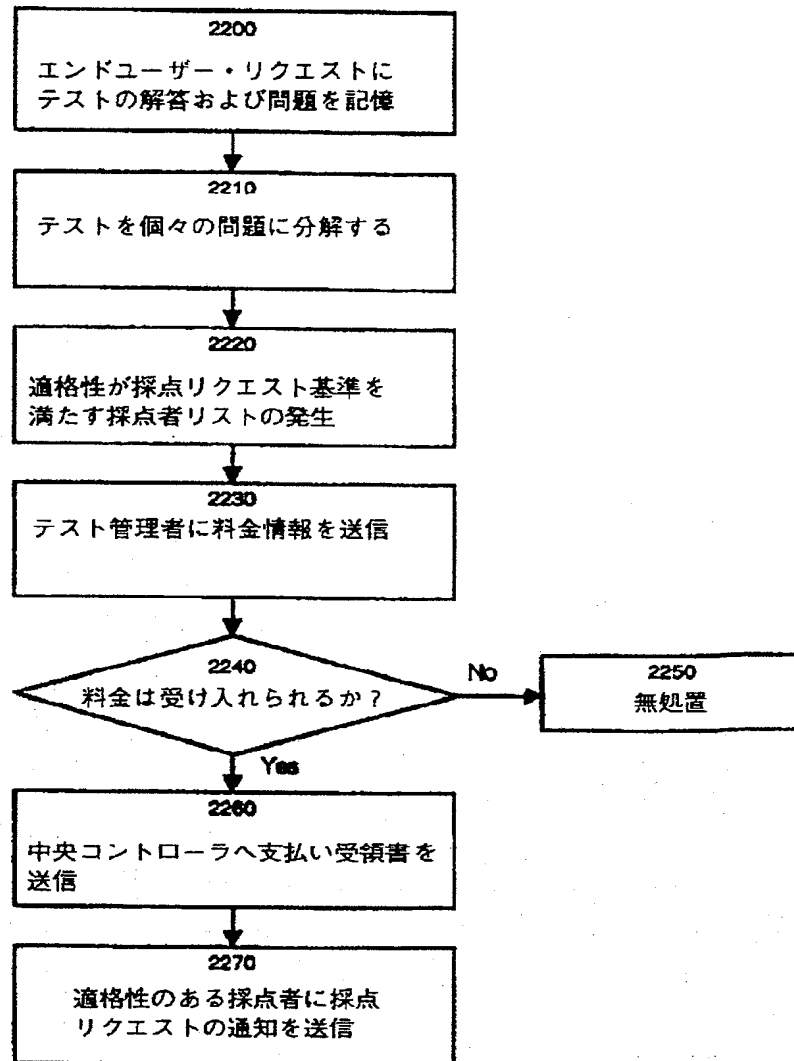 2200
エンドユーザー・リクエストに
テストの解答および問題を記憶
2210
テストを個々の問題に分解する
2220
適格性が採点リクエスト基準を
満たす採点者リストの発生
2230
テスト管理者に料金情報を送信
2240
料金は受け入れられるか？
No
2250
無処置
Yes
2260
中央コントローラへ支払い受領書を
送信
2270
適格性のある採点者に採点
リクエストの通知を送信